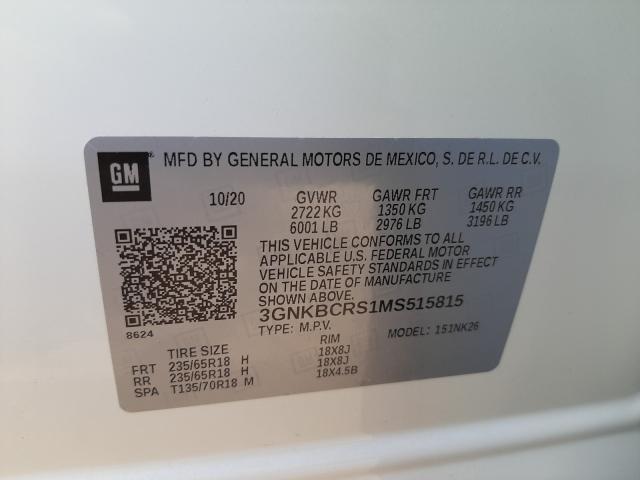 GM
MFD BY GENERAL MOTORS DE MEXICO, S. DE R.L. DE C.V.
10/20 GVWR GAWR FRT GAWR RR
2722 KG 1350 KG 1450 KG
6001 LB 2976 LB 3196 LB
THIS VEHICLE CONFORMS TO ALL
APPLICABLE U.S. FEDERAL MOTOR
VEHICLE SAFETY STANDARDS IN EFFECT
ON THE DATE OF MANUFACTURE
SHOWN ABOVE.
3GNKBCRS1MS515815
8624 TYPE: M.P.V. MODEL: 151NK26
TIRE SIZE RIM
FRT 235/65R18 H 18X8J
RR 235/65R18 H 18X8J
SPA T135/70R18 M 18X4.5B